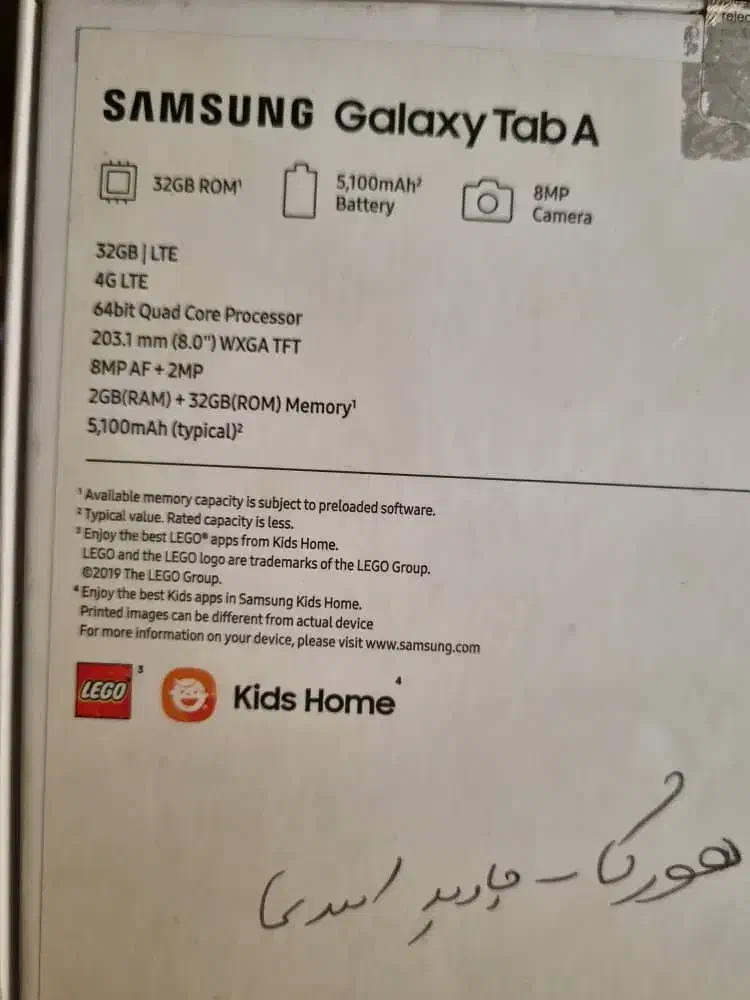 SAMSUNG Galaxy Tab A
32GB ROM¹
5,100mAh²
Battery
8MP
Camera
32GB | LTE
4G LTE
64bit Quad Core Processor
203.1 mm (8.0") WXGA TFT
8MP AF + 2MP
2GB(RAM) + 32GB(ROM) Memory¹
5,100mAh (typical)²
¹ Available memory capacity is subject to preloaded software.
² Typical value. Rated capacity is less.
³ Enjoy the best LEGO® apps from Kids Home.
LEGO and the LEGO logo are trademarks of the LEGO Group.
©2019 The LEGO Group.
⁴ Enjoy the best Kids apps in Samsung Kids Home.
Printed images can be different from actual device
For more information on your device, please visit www.samsung.com
LEGO ³
Kids Home ⁴